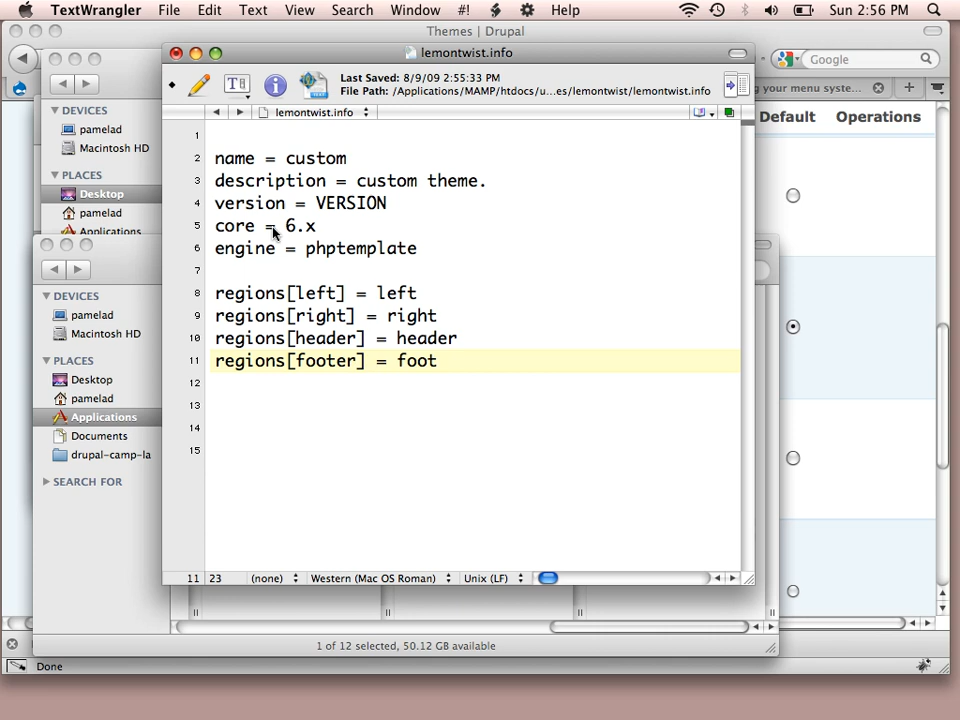 TextWrangler File Edit Text View Search Window #! Help Sun 2:56 PM
Themes | Drupal
lemontwist.info
Google
Last Saved: 8/9/09 2:55:33 PM
File Path: /Applications/MAMP/htdocs/u...es/lemontwist/lemontwist.info
g your menu syste...
lemontwist.info
Default Operations
DEVICES
pamelad
Macintosh HD
PLACES
Desktop
pamelad
Applications
1
2 name = custom
3 description = custom theme.
4 version = VERSION
5 core = 6.x
6 engine = phptemplate
7
8 regions[left] = left
9 regions[right] = right
10 regions[header] = header
11 regions[footer] = foot
12
13
14
15
DEVICES
pamelad
Macintosh HD
PLACES
Desktop
pamelad
Applications
Documents
drupal-camp-la
SEARCH FOR
11 23 (none) Western (Mac OS Roman) Unix (LF)
1 of 12 selected, 50.12 GB available
Done